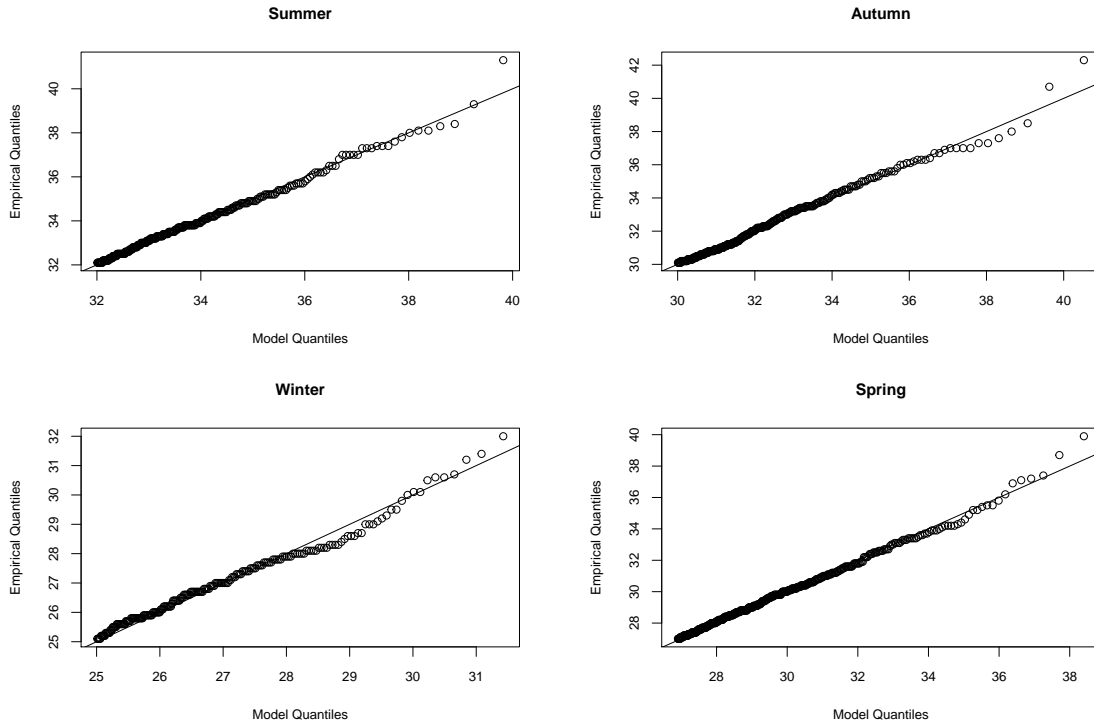 Summer
Empirical Quantiles
32 34 36 38 40
32 34 36 38 40
Model Quantiles
Autumn
Empirical Quantiles
30 32 34 36 38 40 42
30 32 34 36 38 40
Model Quantiles
Winter
Empirical Quantiles
25 26 27 28 29 30 31 32
25 26 27 28 29 30 31
Model Quantiles
Spring
Empirical Quantiles
28 30 32 34 36 38 40
28 30 32 34 36 38
Model Quantiles